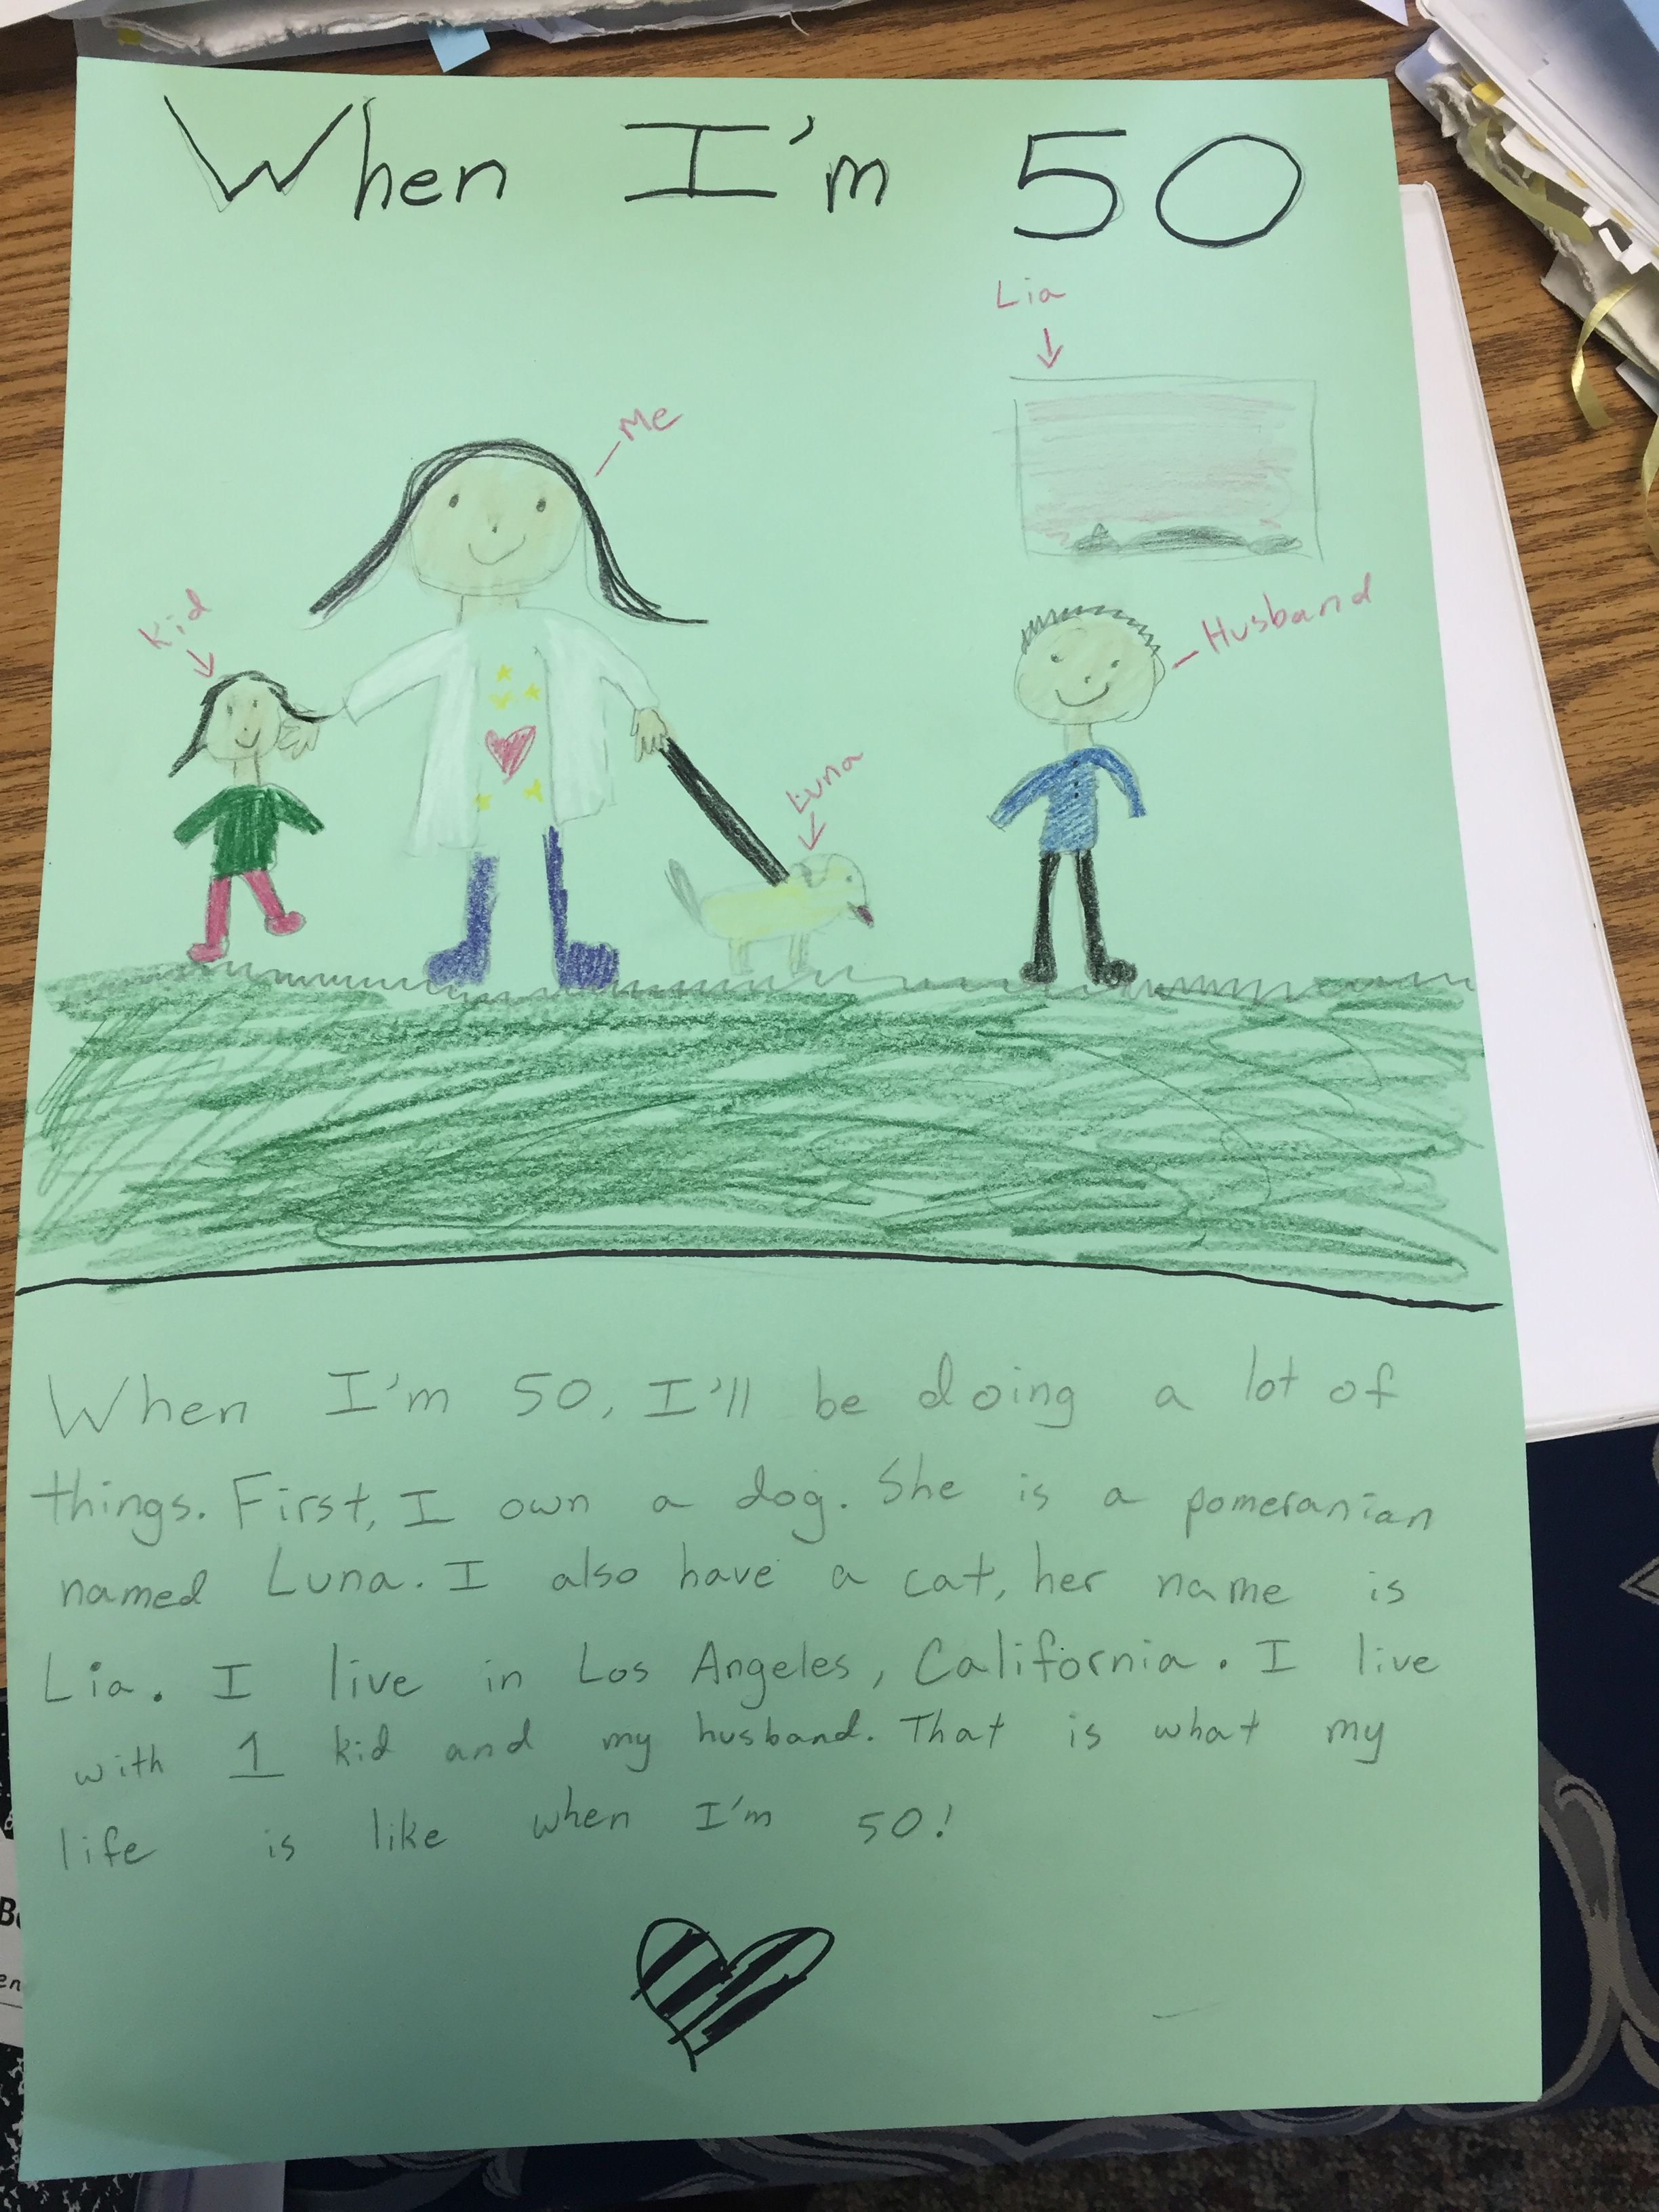 When I'm 50
Lia
Me
Kid
Husband
Luna
When I'm 50, I'll be doing a lot of
things. First, I own a dog. She is a pomeranian
named Luna. I also have a cat, her name is
Lia. I live in Los Angeles, California. I live
with 1 kid and my husband. That is what my
life is like when I'm 50!